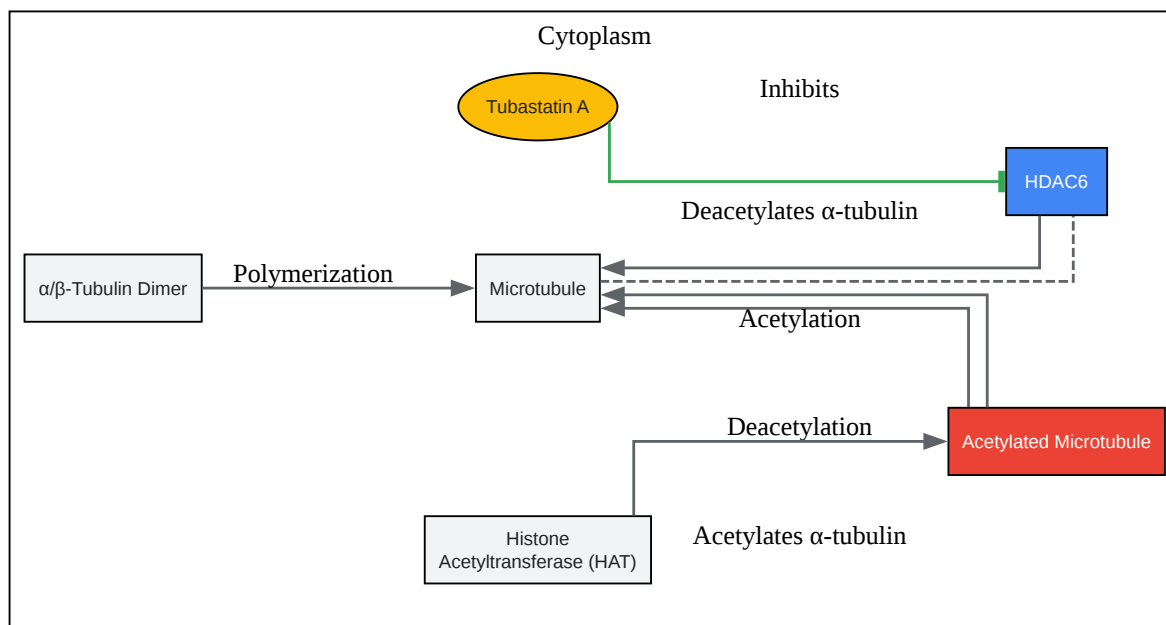 Cytoplasm
Inhibits
Tubastatin A
HDAC6
Deacetylates α-tubulin
Polymerization
α/β-Tubulin Dimer
Microtubule
Acetylation
Deacetylation
Acetylated Microtubule
Histone
Acetyltransferase (HAT)
Acetylates α-tubulin